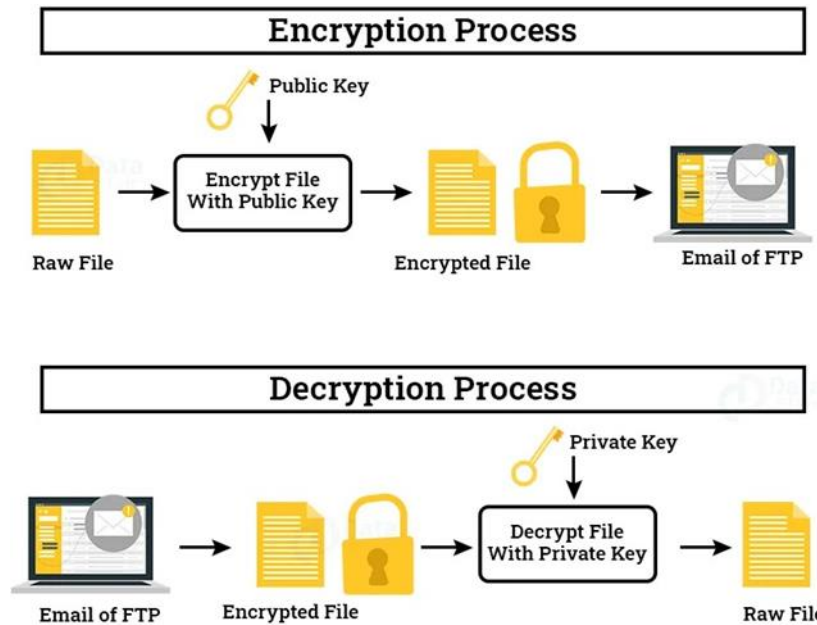 Encryption Process
Public Key
Encrypt File
With Public Key
Raw File
Encrypted File
Email of FTP
Decryption Process
Private Key
Decrypt File
With Private Key
Email of FTP
Encrypted File
Raw File